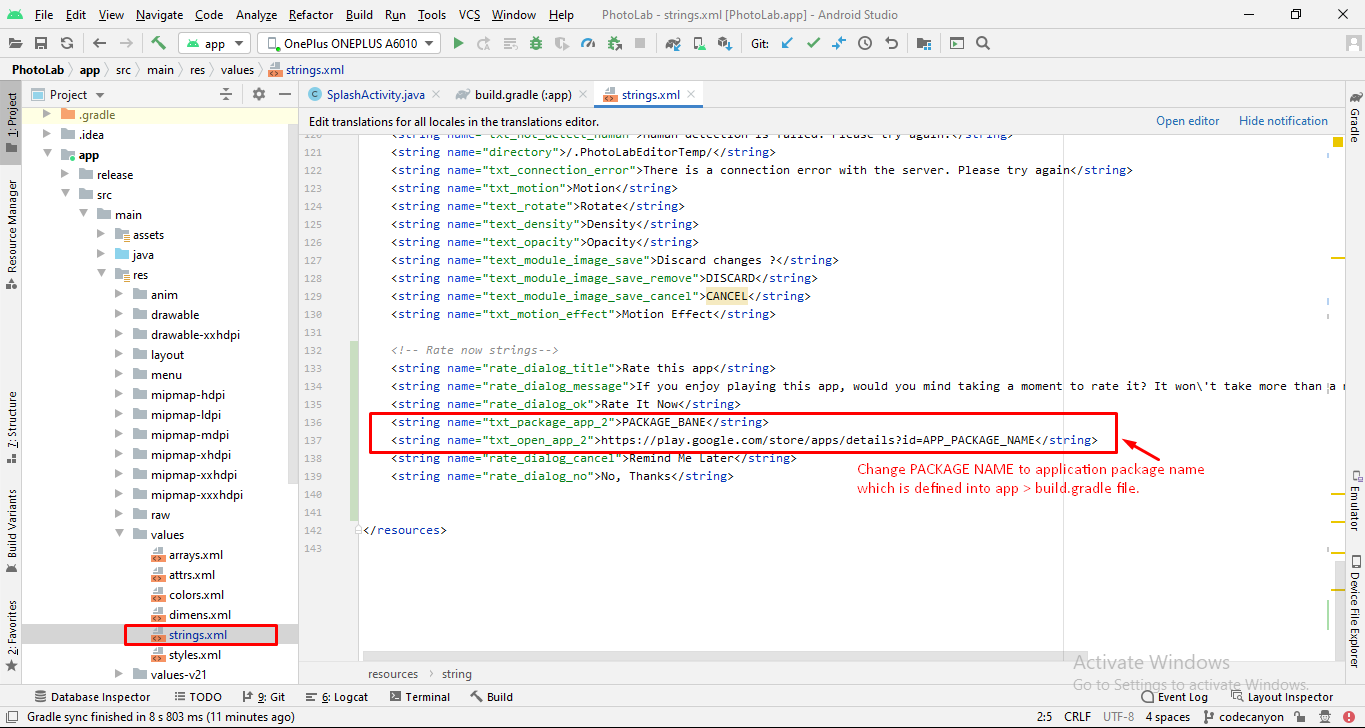 File Edit View Navigate Code Analyze Refactor Build Run Tools VCS Window Help PhotoLab - strings.xml [PhotoLab.app] - Android Studio
app OnePlus ONEPLUS A6010 Git:
PhotoLab app src main res values strings.xml
Project
SplashActivity.java build.gradle (:app) strings.xml
Edit translations for all locales in the translations editor. Open editor Hide notification
1: Project
Resource Manager
7: Structure
Build Variants
2: Favorites
.gradle
.idea
app
release
src
main
assets
java
res
anim
drawable
drawable-xxhdpi
layout
menu
mipmap-hdpi
mipmap-ldpi
mipmap-mdpi
mipmap-xhdpi
mipmap-xxhdpi
mipmap-xxxhdpi
raw
values
arrays.xml
attrs.xml
colors.xml
dimens.xml
strings.xml
styles.xml
values-v21
120 <string name="txt_not_detect_human">Human detection is failed. Please try again.</string>
121 <string name="directory">/.PhotoLabEditorTemp/</string>
122 <string name="txt_connection_error">There is a connection error with the server. Please try again</string>
123 <string name="txt_motion">Motion</string>
124 <string name="text_rotate">Rotate</string>
125 <string name="text_density">Density</string>
126 <string name="text_opacity">Opacity</string>
127 <string name="text_module_image_save">Discard changes ?</string>
128 <string name="text_module_image_save_remove">DISCARD</string>
129 <string name="text_module_image_save_cancel">CANCEL</string>
130 <string name="txt_motion_effect">Motion Effect</string>
131
132 <!-- Rate now strings-->
133 <string name="rate_dialog_title">Rate this app</string>
134 <string name="rate_dialog_message">If you enjoy playing this app, would you mind taking a moment to rate it? It won\'t take more than a
135 <string name="rate_dialog_ok">Rate It Now</string>
136 <string name="txt_package_app_2">PACKAGE_BANE</string>
137 <string name="txt_open_app_2">https://play.google.com/store/apps/details?id=APP_PACKAGE_NAME</string>
138 <string name="rate_dialog_cancel">Remind Me Later</string>
139 <string name="rate_dialog_no">No, Thanks</string>
140
141
142 </resources>
143
Change PACKAGE NAME to application package name
which is defined into app > build.gradle file.
Gradle
Emulator
Device File Explorer
resources string
Activate Windows
Go to Settings to activate Windows.
Database Inspector TODO 9: Git 6: Logcat Terminal Build Event Log Layout Inspector
Gradle sync finished in 8 s 803 ms (11 minutes ago) 2:5 CRLF UTF-8 4 spaces codecanyon